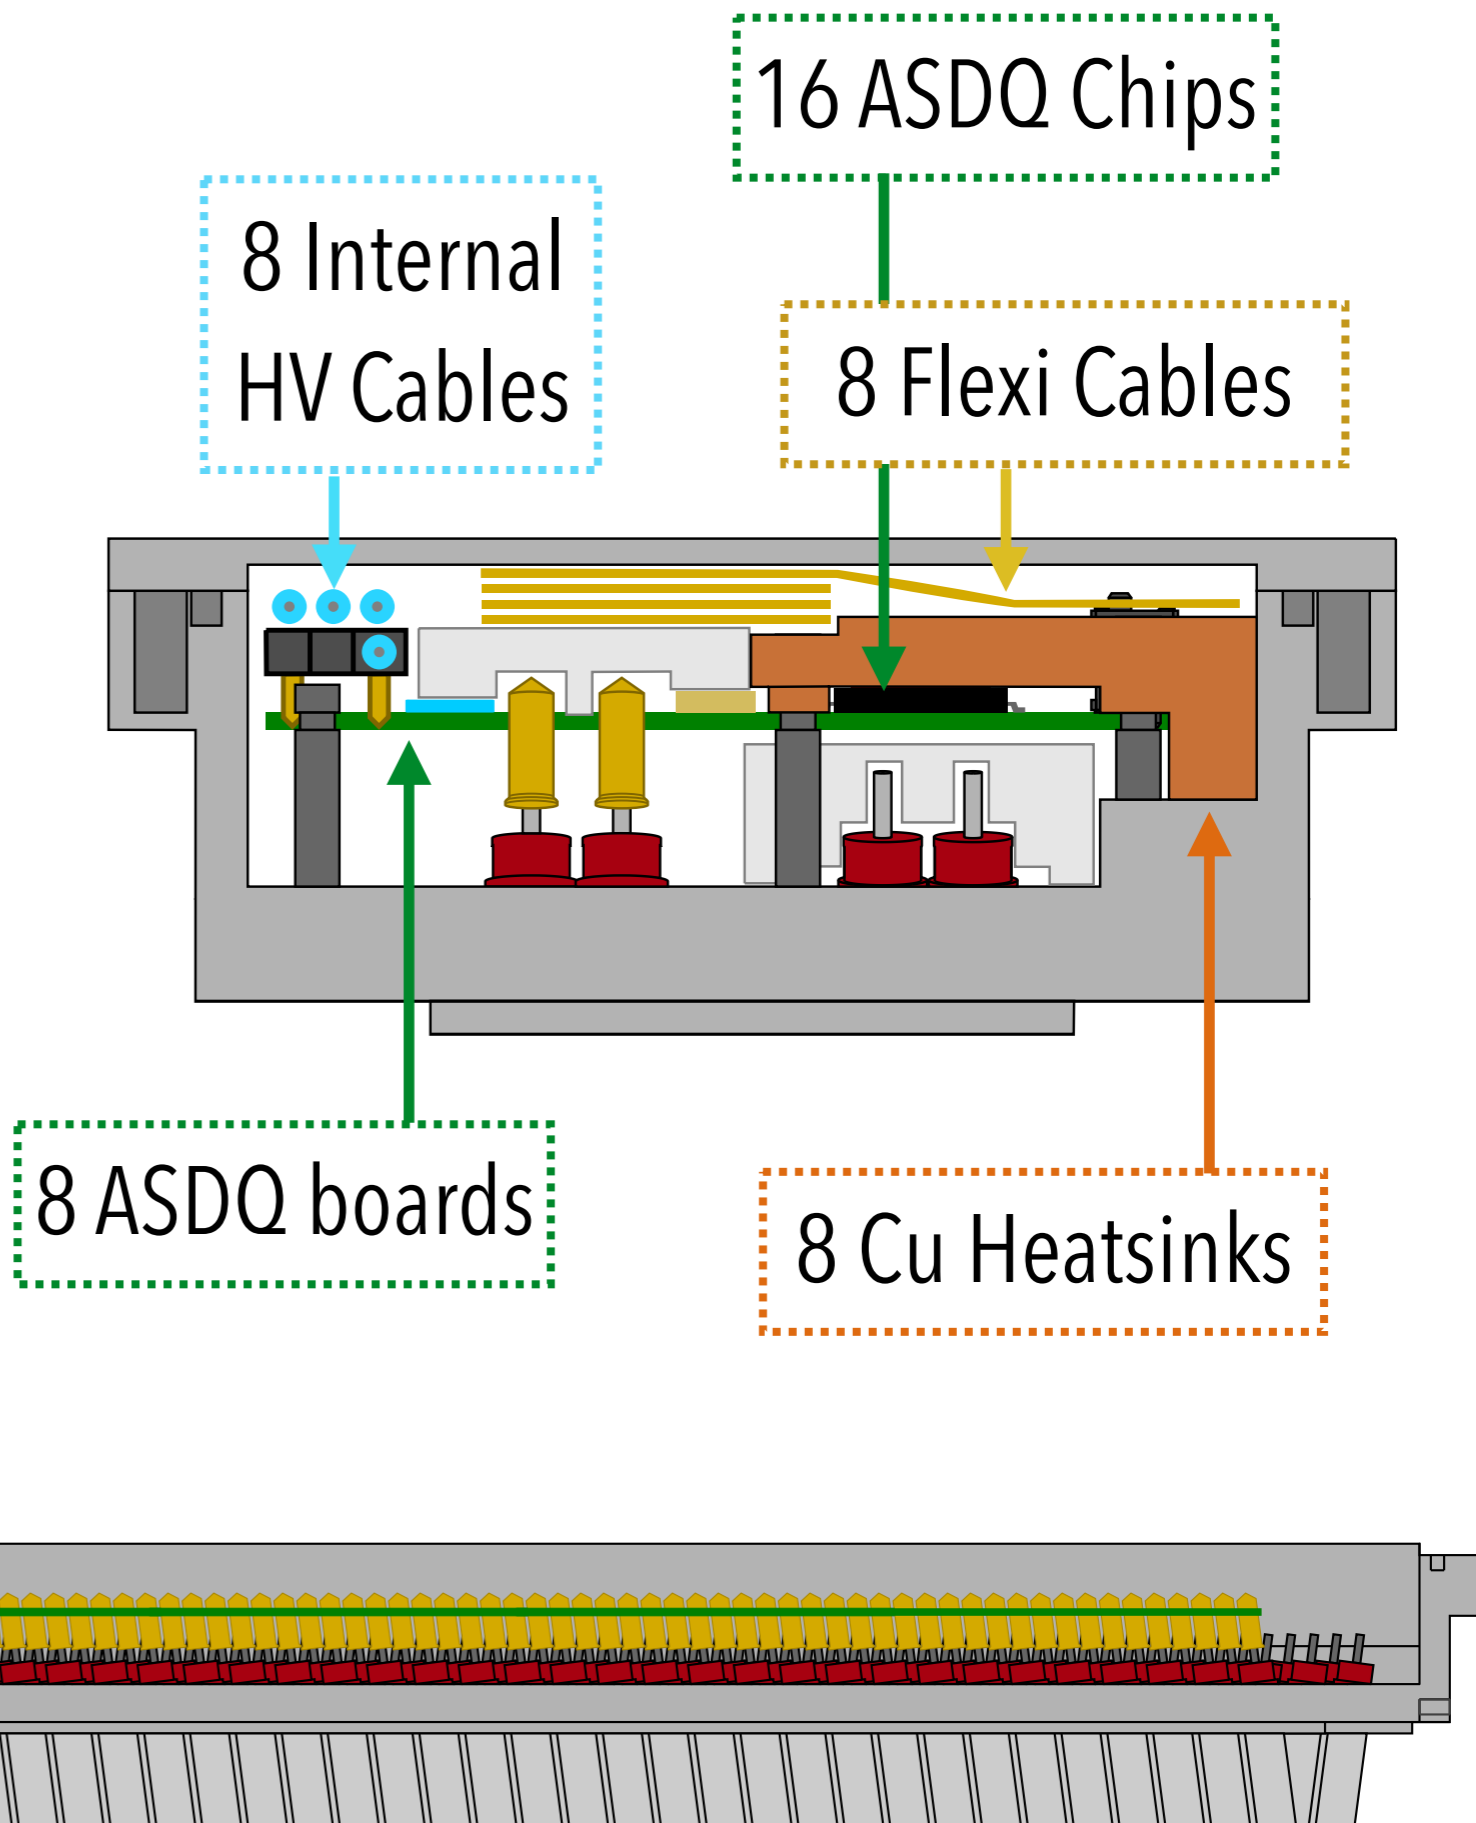 16 ASDQ Chips
8 Internal
HV Cables
8 Flexi Cables
8 ASDQ boards
8 Cu Heatsinks